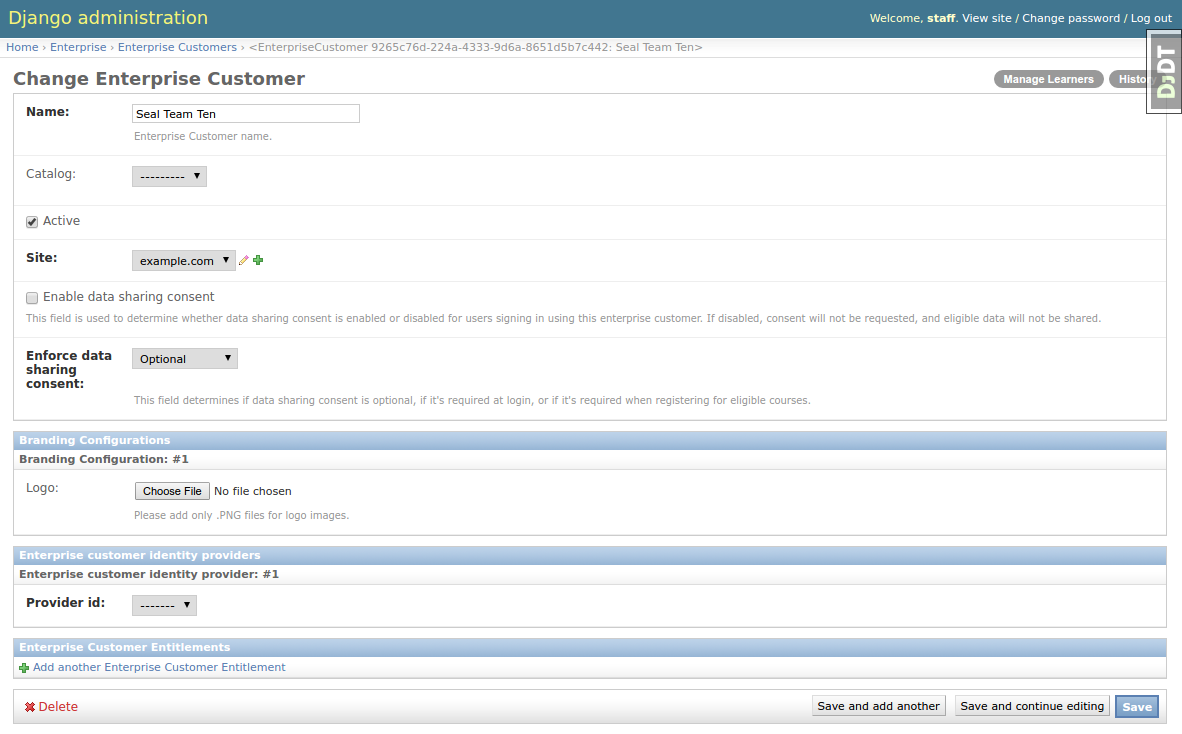 Django administration
Welcome, staff. View site / Change password / Log out
Home › Enterprise › Enterprise Customers › <EnterpriseCustomer 9265c76d-224a-4333-9d6a-8651d5b7c442: Seal Team Ten>
DJDT
Change Enterprise Customer
Manage Learners
History
Name:
Seal Team Ten
Enterprise Customer name.
Catalog:
---------
Active
Site:
example.com
Enable data sharing consent
This field is used to determine whether data sharing consent is enabled or disabled for users signing in using this enterprise customer. If disabled, consent will not be requested, and eligible data will not be shared.
Enforce data
sharing
consent:
Optional
This field determines if data sharing consent is optional, if it's required at login, or if it's required when registering for eligible courses.
Branding Configurations
Branding Configuration: #1
Logo:
Choose File No file chosen
Please add only .PNG files for logo images.
Enterprise customer identity providers
Enterprise customer identity provider: #1
Provider id:
-------
Enterprise Customer Entitlements
Add another Enterprise Customer Entitlement
Delete
Save and add another
Save and continue editing
Save